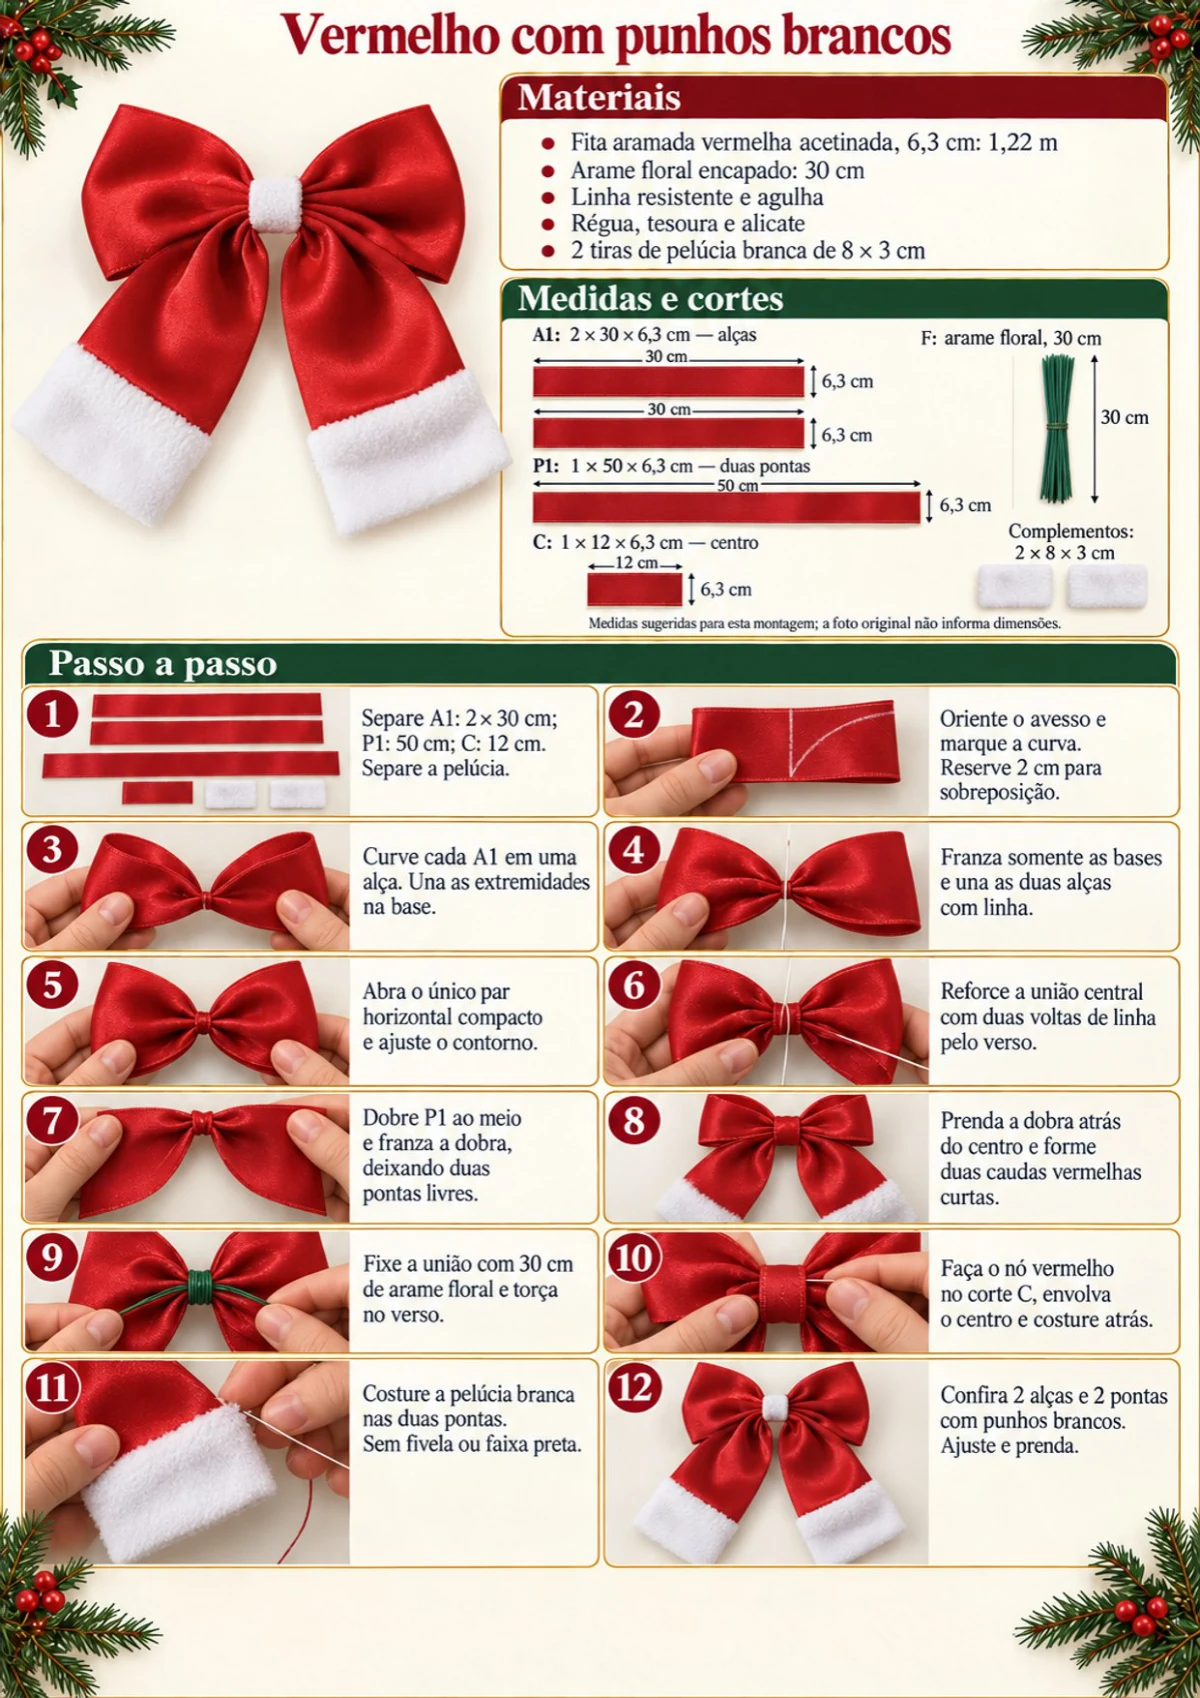 Vermelho com punhos brancos
Materiais
Fita aramada vermelha acetinada, 6,3 cm: 1,22 m
Arame floral encapado: 30 cm
Linha resistente e agulha
Régua, tesoura e alicate
2 tiras de pelúcia branca de 8 × 3 cm
Medidas e cortes
A1: 2 × 30 × 6,3 cm — alças
30 cm
6,3 cm
30 cm
6,3 cm
P1: 1 × 50 × 6,3 cm — duas pontas
50 cm
6,3 cm
C: 1 × 12 × 6,3 cm — centro
12 cm
6,3 cm
F: arame floral, 30 cm
30 cm
Complementos:
2 × 8 × 3 cm
Medidas sugeridas para esta montagem; a foto original não informa dimensões.
Passo a passo
1
Separe A1: 2 × 30 cm;
P1: 50 cm; C: 12 cm.
Separe a pelúcia.
2
Oriente o avesso e
marque a curva.
Reserve 2 cm para
sobreposição.
3
Curve cada A1 em uma
alça. Una as extremidades
na base.
4
Franza somente as bases
e una as duas alças
com linha.
5
Abra o único par
horizontal compacto
e ajuste o contorno.
6
Reforce a união central
com duas voltas de linha
pelo verso.
7
Dobre P1 ao meio
e franza a dobra,
deixando duas
pontas livres.
8
Prenda a dobra atrás
do centro e forme
duas caudas vermelhas
curtas.
9
Fixe a união com 30 cm
de arame floral e torça
no verso.
10
Faça o nó vermelho
no corte C, envolva
o centro e costure atrás.
11
Costure a pelúcia branca
nas duas pontas.
Sem fivela ou faixa preta.
12
Confira 2 alças e 2 pontas
com punhos brancos.
Ajuste e prenda.